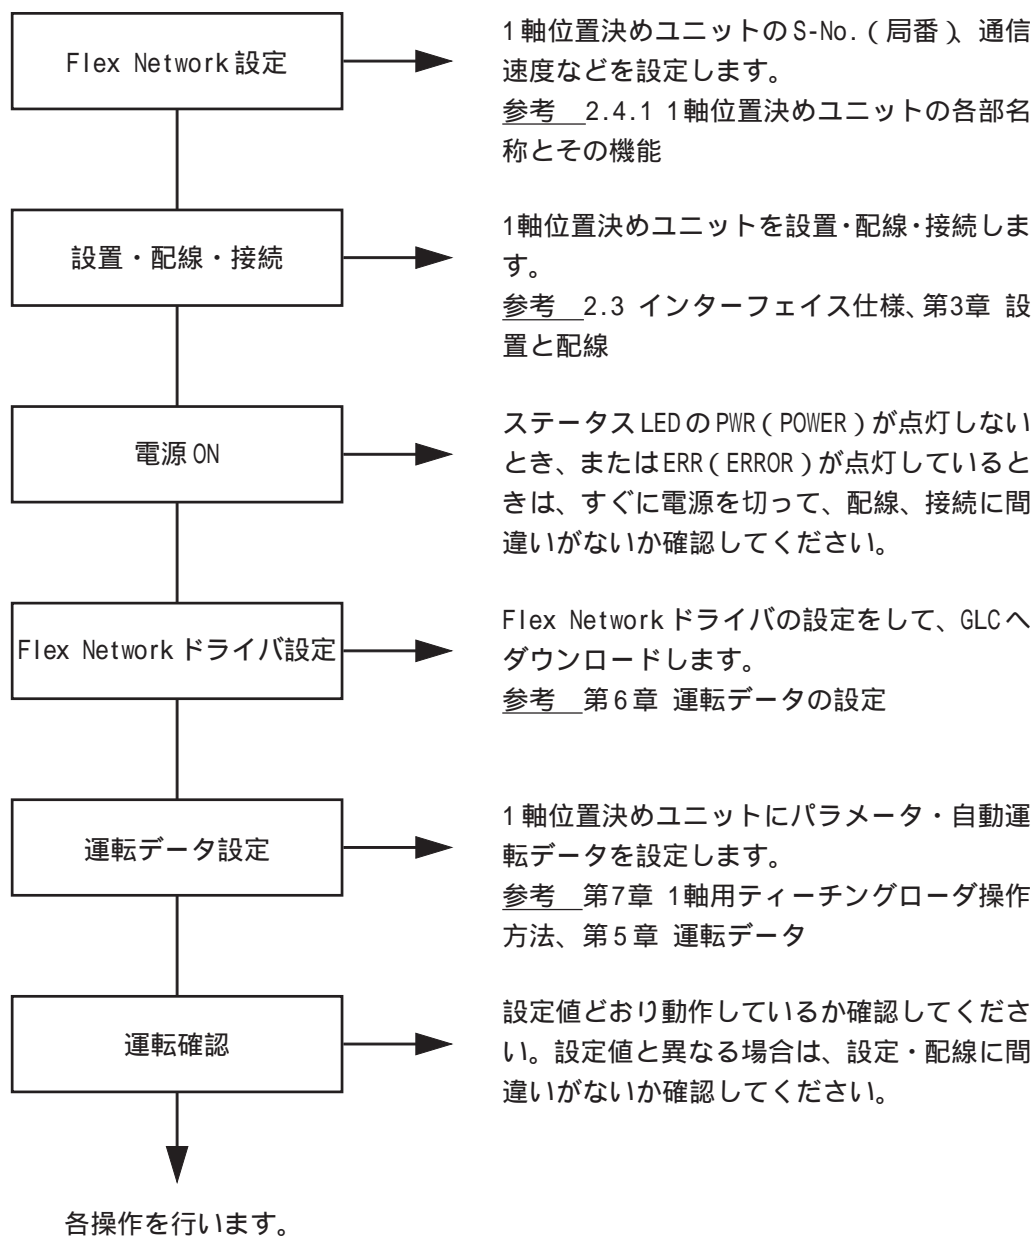 Flex Network 設定
1軸位置決めユニットのS-No.（局番）、通信
速度などを設定します。
参考 2.4.1 1軸位置決めユニットの各部名
称とその機能
設置・配線・接続
1軸位置決めユニットを設置・配線・接続しま
す。
参考 2.3 インターフェイス仕様、第3章 設
置と配線
電源 ON
ステータスLEDのPWR（POWER）が点灯しない
とき、またはERR（ERROR）が点灯していると
きは、すぐに電源を切って、配線、接続に間
違いがないか確認してください。
Flex Network ドライバ設定
Flex Networkドライバの設定をして、GLCへ
ダウンロードします。
参考 第6章 運転データの設定
運転データ設定
1軸位置決めユニットにパラメータ・自動運
転データを設定します。
参考 第7章 1軸用ティーチングローダ操作
方法、第5章 運転データ
運転確認
設定値どおり動作しているか確認してくださ
い。設定値と異なる場合は、設定・配線に間
違いがないか確認してください。
各操作を行います。